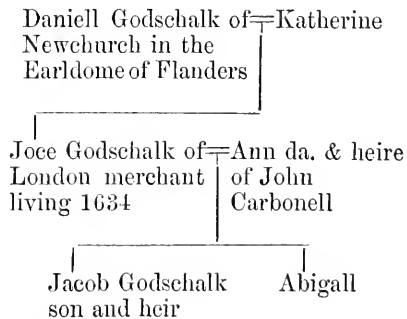 Daniell Godschalk of=Katherine
Newchurch in the
Earldome of Flanders
Joce Godschalk of=Ann da. & heire
London merchant of John
living 1634 Carbonell
Jacob Godschalk Abigall
son and heir